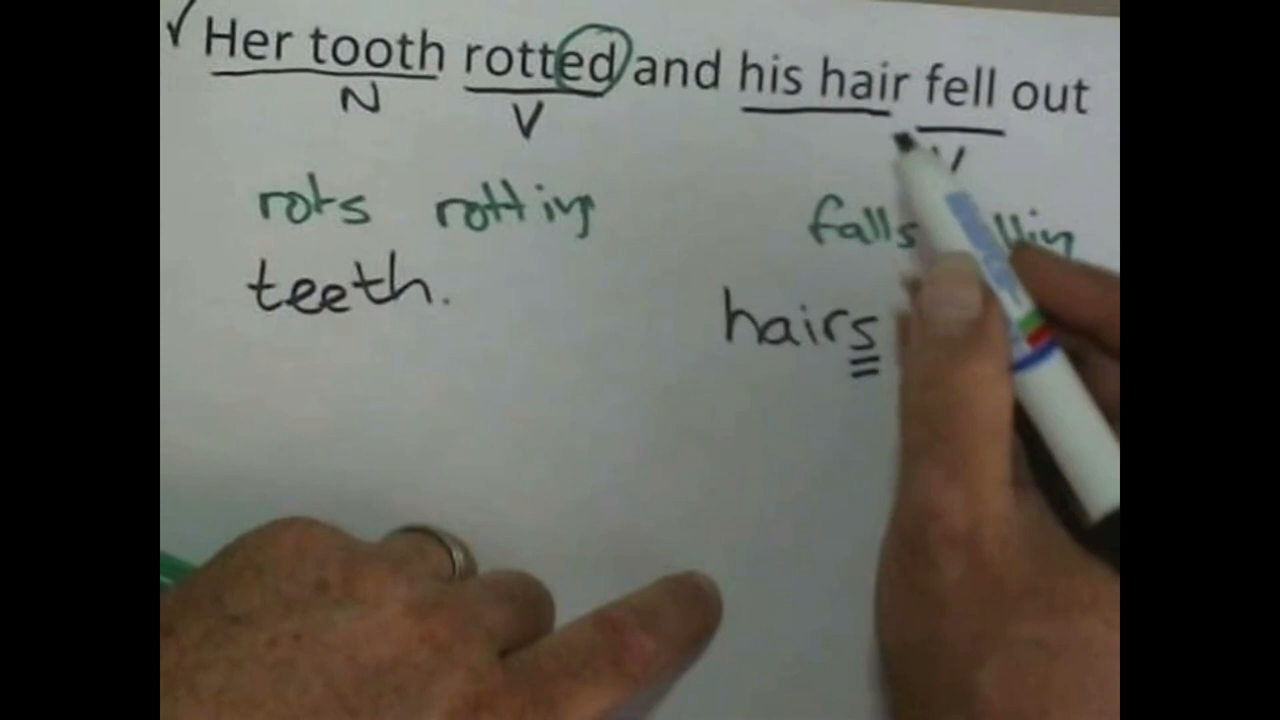 ✓ Her tooth rotted and his hair fell out
N V V
rots rotting falls
teeth.
hairs